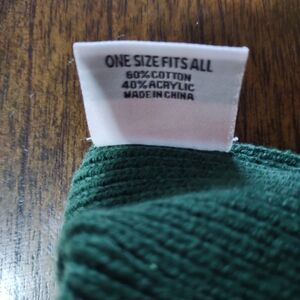 ONE SIZE FITS ALL
60% COTTON
40% ACRYLIC
MADE IN CHINA